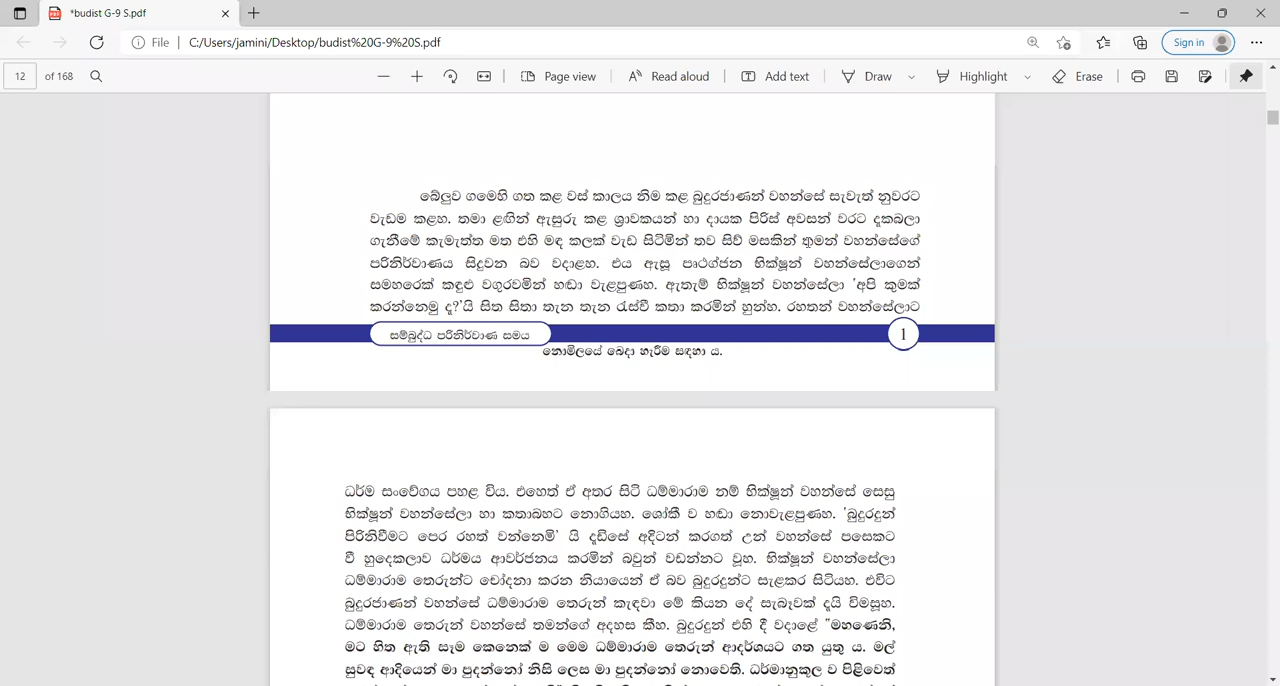 *budist G-9 S.pdf
File | C:/Users/jamini/Desktop/budist%20G-9%20S.pdf
Sign in
12 of 168
Page view
Read aloud
Add text
Draw
Highlight
Erase
බේලුව ගමෙහි ගත කළ වස් කාලය නිම කළ බුදුරජාණන් වහන්සේ සැවැත් නුවරට
වැඩම කළහ. තමා ළඟින් ඇසුරු කළ ශ්‍රාවකයන් හා දායක පිරිස් අවසන් වරට දැකබලා
ගැනීමේ කැමැත්ත මත එහි මඳ කලක් වැඩ සිටිමින් තව සිව් මසකින් තුමන් වහන්සේගේ
පරිනිර්වාණය සිදුවන බව වදාළහ. එය ඇසූ පෘථග්ජන භික්ෂූන් වහන්සේලාගෙන්
සමහරෙක් කඳුළු වගුරවමින් හඬා වැළපුණහ. ඇතැම් භික්ෂූන් වහන්සේලා 'අපි කුමක්
කරන්නෙමු දැ?'යි සිත සිතා තැන තැන රැස්වී කතා කරමින් හුන්හ. රහතන් වහන්සේලාට
සම්බුද්ධ පරිනිර්වාණ සමය
1
නොමිලයේ බෙදා හැරීම සඳහා ය.
ධර්ම සංවේගය පහළ විය. එහෙත් ඒ අතර සිටි ධම්මාරාම නම් භික්ෂූන් වහන්සේ සෙසු
භික්ෂූන් වහන්සේලා හා කතාබහට නොගියහ. ශෝකී ව හඬා නොවැළපුණහ. 'බුදුරදුන්
පිරිනිවීමට පෙර රහත් වන්නෙමි' යි දැඩිසේ අදිටන් කරගත් උන් වහන්සේ පසෙකට
වී හුදෙකලාව ධර්මය ආවර්ජනය කරමින් බවුන් වඩන්නට වූහ. භික්ෂූන් වහන්සේලා
ධම්මාරාම තෙරුන්ට චෝදනා කරන නියායෙන් ඒ බව බුදුරදුන්ට සැළකර සිටියහ. එවිට
බුදුරජාණන් වහන්සේ ධම්මාරාම තෙරුන් කැඳවා මේ කියන දේ සැබෑවක් දැයි විමසූහ.
ධම්මාරාම තෙරුන් වහන්සේ තමන්ගේ අදහස කීහ. බුදුරදුන් එහි දී වදාළේ "මහණෙනි,
මට හිත ඇති සෑම කෙනෙක් ම මෙම ධම්මාරාම තෙරුන් ආදර්ශයට ගත යුතු ය. මල්
සුවඳ ආදියෙන් මා පුදන්නෝ නිසි ලෙස මා පුදන්නෝ නොවෙති. ධර්මානුකූල ව පිළිවෙත්